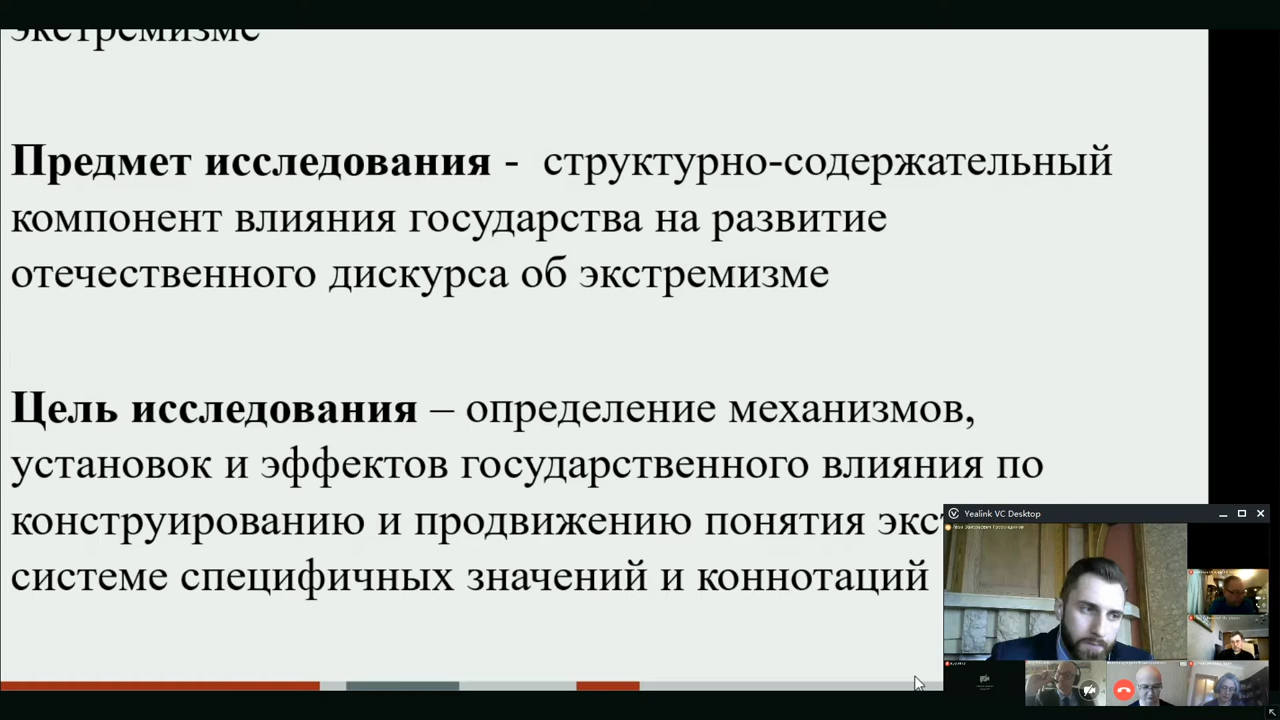 экстремизме
Предмет исследования - структурно-содержательный
компонент влияния государства на развитие
отечественного дискурса об экстремизме
Цель исследования – определение механизмов,
установок и эффектов государственного влияния по
конструированию и продвижению понятия экс
системе специфичных значений и коннотаций
Yealink VC Desktop